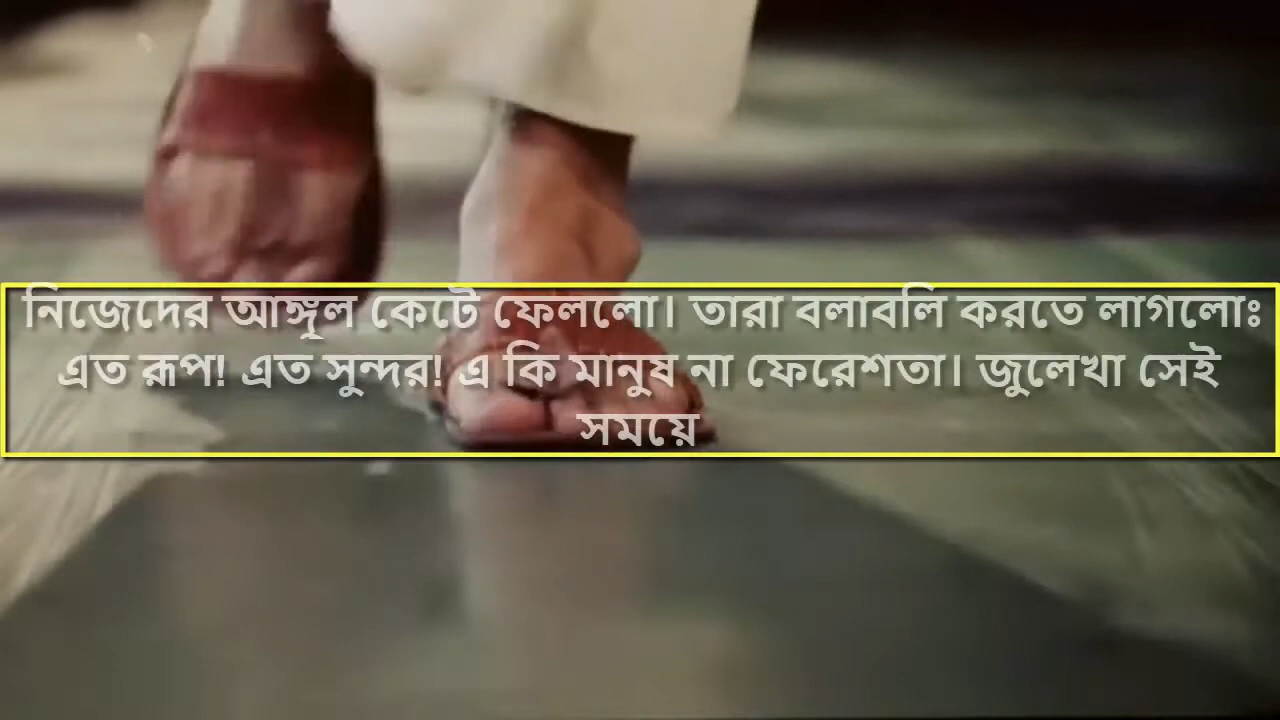 নিজেদের আঙ্গুল কেটে ফেললো। তারা বলাবলি করতে লাগলোঃ
এত রূপ! এত সুন্দর! এ কি মানুষ না ফেরেশতা। জুলেখা সেই
সময়ে